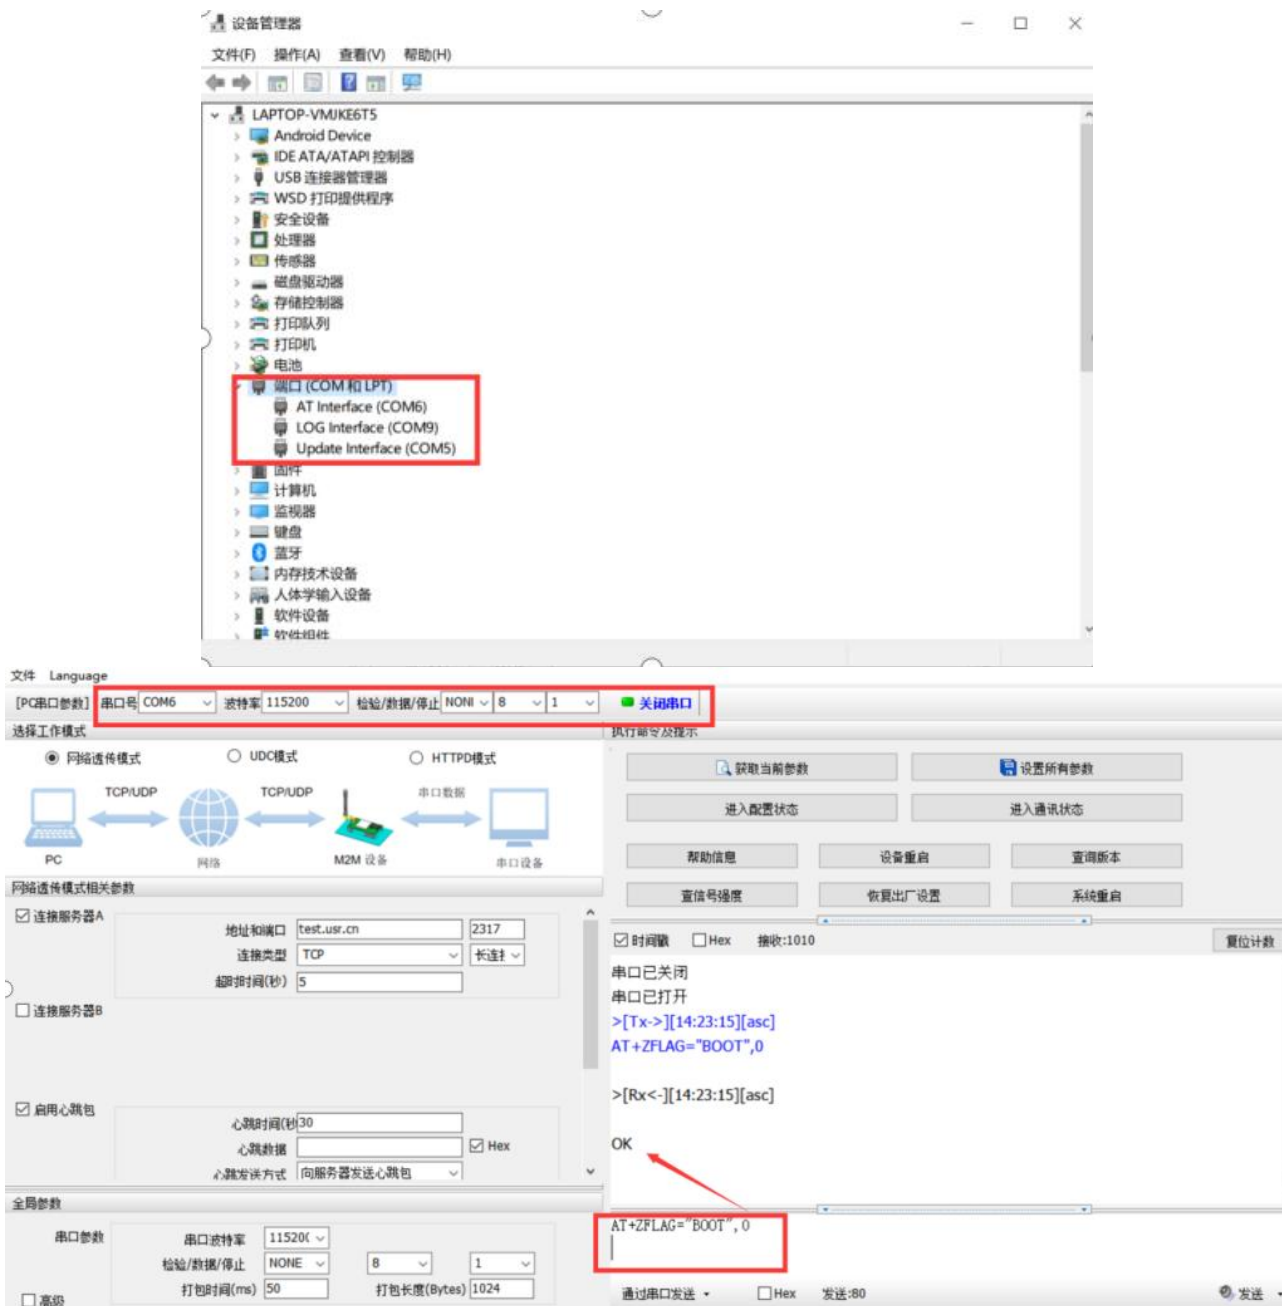 设备管理器
文件(F) 操作(A) 查看(V) 帮助(H)
LAPTOP-VMJKE6T5
Android Device
IDE ATA/ATAPI 控制器
USB 连接器管理器
WSD 打印提供程序
安全设备
处理器
传感器
磁盘驱动器
存储控制器
打印队列
打印机
电池
端口 (COM 和 LPT)
AT Interface (COM6)
LOG Interface (COM9)
Update Interface (COM5)
固件
计算机
监视器
键盘
蓝牙
内存技术设备
人体学输入设备
软件设备
软件组件
文件 Language
[PC串口参数] 串口号 COM6 波特率 115200 检验/数据/停止 NONI 8 1 关闭串口
选择工作模式
网络透传模式 UDC模式 HTTPD模式
TCP/UDP TCP/UDP 串口数据
PC 网络 M2M 设备 串口设备
网络透传模式相关参数
连接服务器A
地址和端口 test.usr.cn 2317
连接类型 TCP 长连接
超时时间(秒) 5
连接服务器B
启用心跳包
心跳时间(秒 30
心跳数据 Hex
心跳发送方式 向服务器发送心跳包
全局参数
串口参数 串口波特率 11520(
检验/数据/停止 NONE 8 1
打包时间(ms) 50 打包长度(Bytes) 1024
高级
执行命令及提示
获取当前参数 设置所有参数
进入配置状态 进入通讯状态
帮助信息 设备重启 查询版本
查信号强度 恢复出厂设置 系统重启
时间戳 Hex 接收:1010 复位计数
串口已关闭
串口已打开
>[Tx->][14:23:15][asc]
AT+ZFLAG="BOOT",0
>[Rx<-][14:23:15][asc]
OK
AT+ZFLAG="BOOT",0
通过串口发送 Hex 发送:80 发送